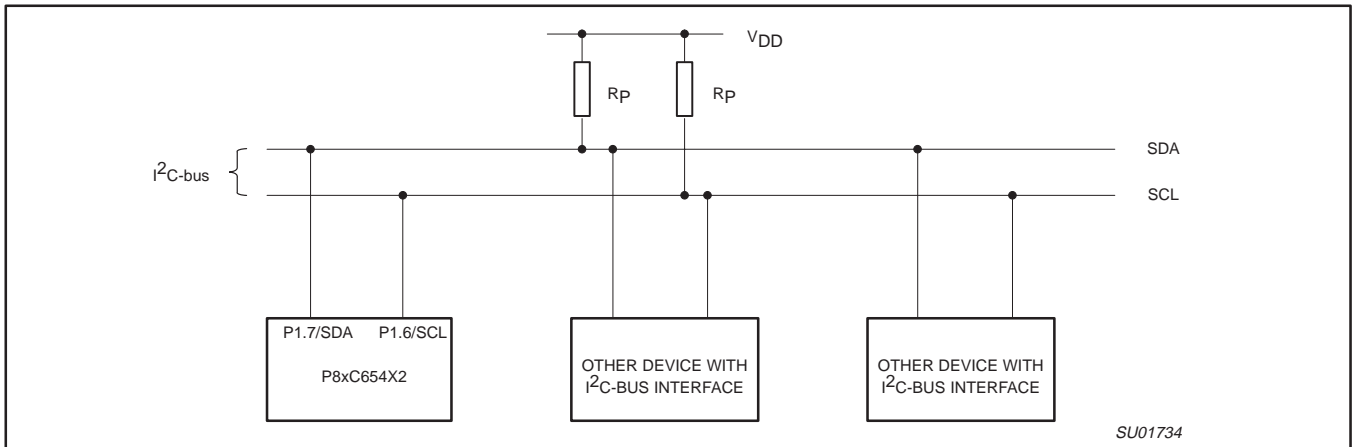 VDD
RP RP
SDA
I2C-bus
SCL
P1.7/SDA P1.6/SCL
P8xC654X2
OTHER DEVICE WITH
I2C-BUS INTERFACE
OTHER DEVICE WITH
I2C-BUS INTERFACE
SU01734